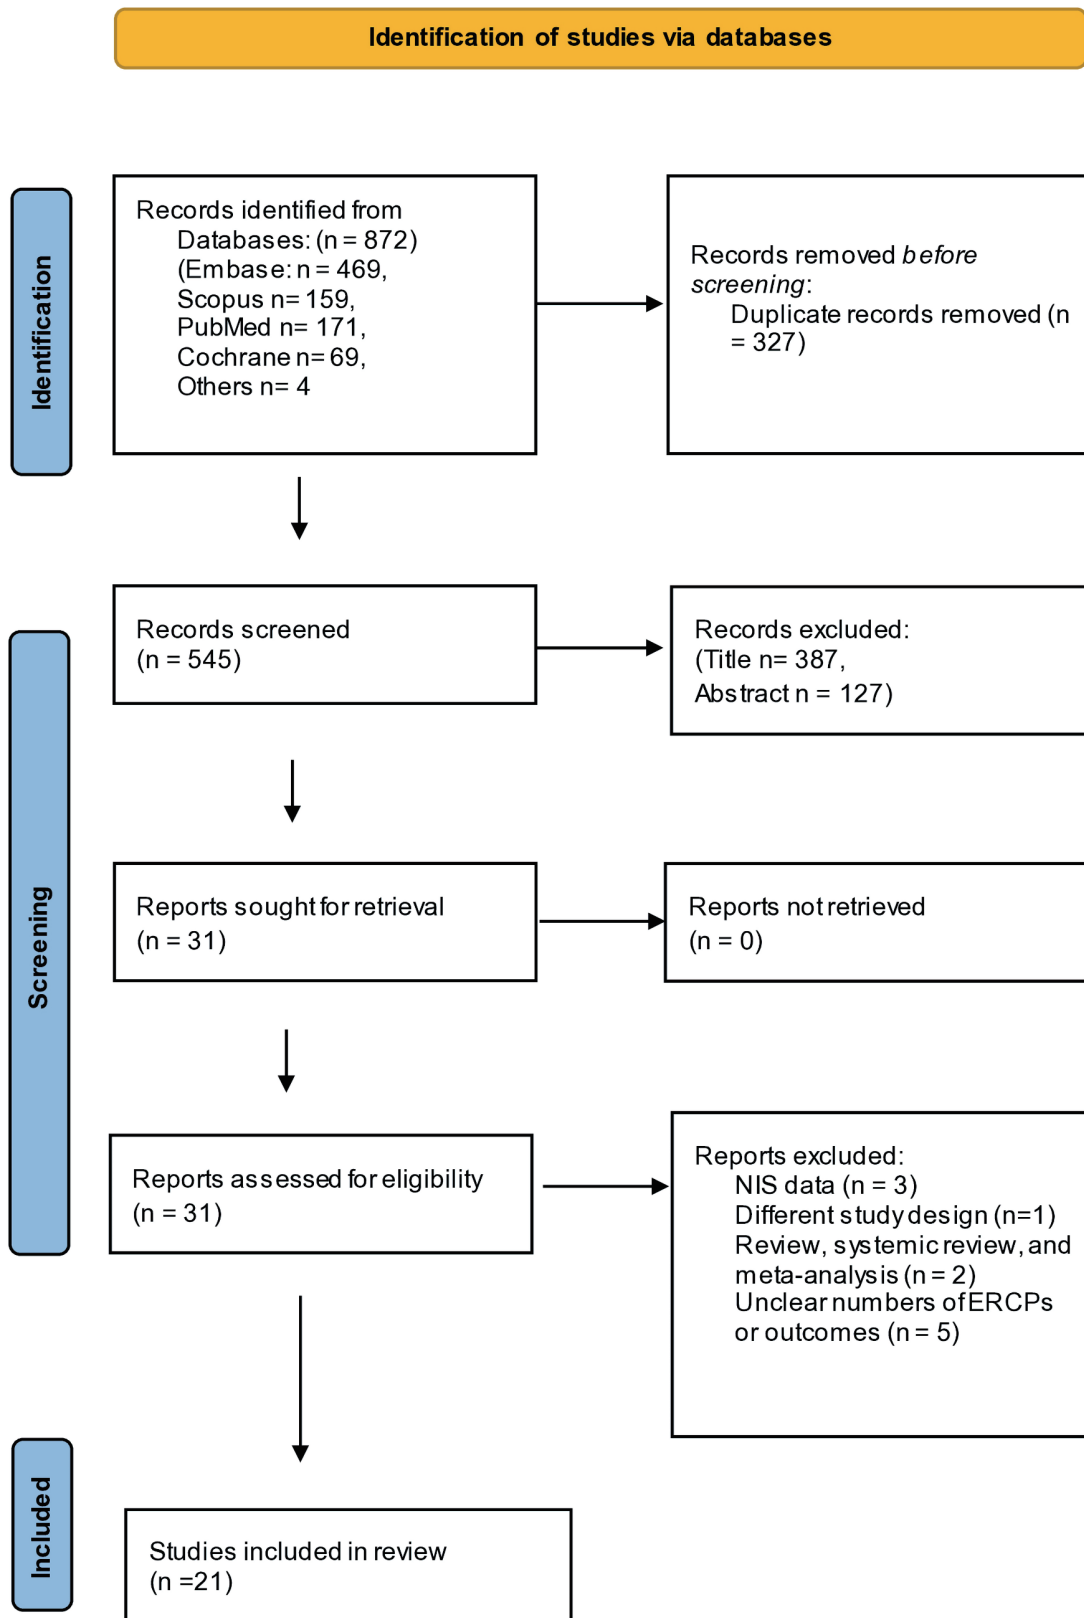 Identification of studies via databases
Identification
Records identified from
Databases: (n = 872)
(Embase: n = 469,
Scopus n= 159,
PubMed n= 171,
Cochrane n= 69,
Others n= 4
Records removed before
screening:
Duplicate records removed (n
= 327)
Screening
Records screened
(n = 545)
Records excluded:
(Title n= 387,
Abstract n = 127)
Reports sought for retrieval
(n = 31)
Reports not retrieved
(n = 0)
Reports assessed for eligibility
(n = 31)
Reports excluded:
NIS data (n = 3)
Different study design (n=1)
Review, systemic review, and
meta-analysis (n = 2)
Unclear numbers of ERCPs
or outcomes (n = 5)
Included
Studies included in review
(n =21)